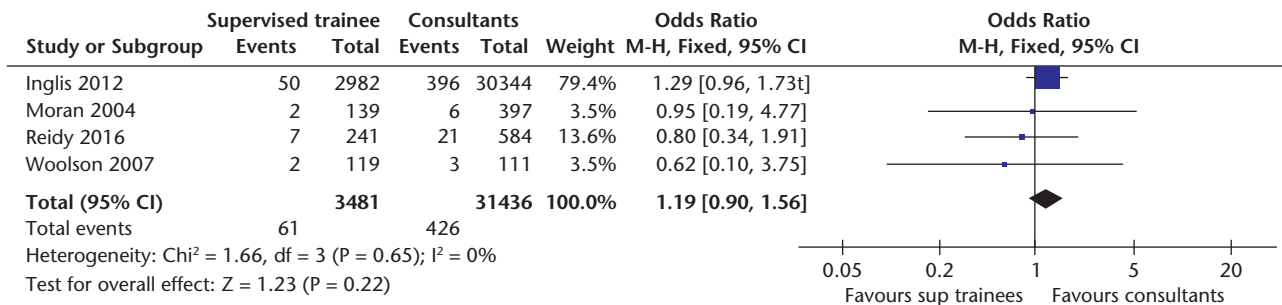 Supervised trainee Consultants Odds Ratio Odds Ratio
Study or Subgroup Events Total Events Total Weight M-H, Fixed, 95% CI M-H, Fixed, 95% CI
Inglis 2012 50 2982 396 30344 79.4% 1.29 [0.96, 1.73t]
Moran 2004 2 139 6 397 3.5% 0.95 [0.19, 4.77]
Reidy 2016 7 241 21 584 13.6% 0.80 [0.34, 1.91]
Woolson 2007 2 119 3 111 3.5% 0.62 [0.10, 3.75]
Total (95% CI) 3481 31436 100.0% 1.19 [0.90, 1.56]
Total events 61 426
Heterogeneity: Chi² = 1.66, df = 3 (P = 0.65); I² = 0%
Test for overall effect: Z = 1.23 (P = 0.22)
0.05 0.2 1 5 20
Favours sup trainees Favours consultants